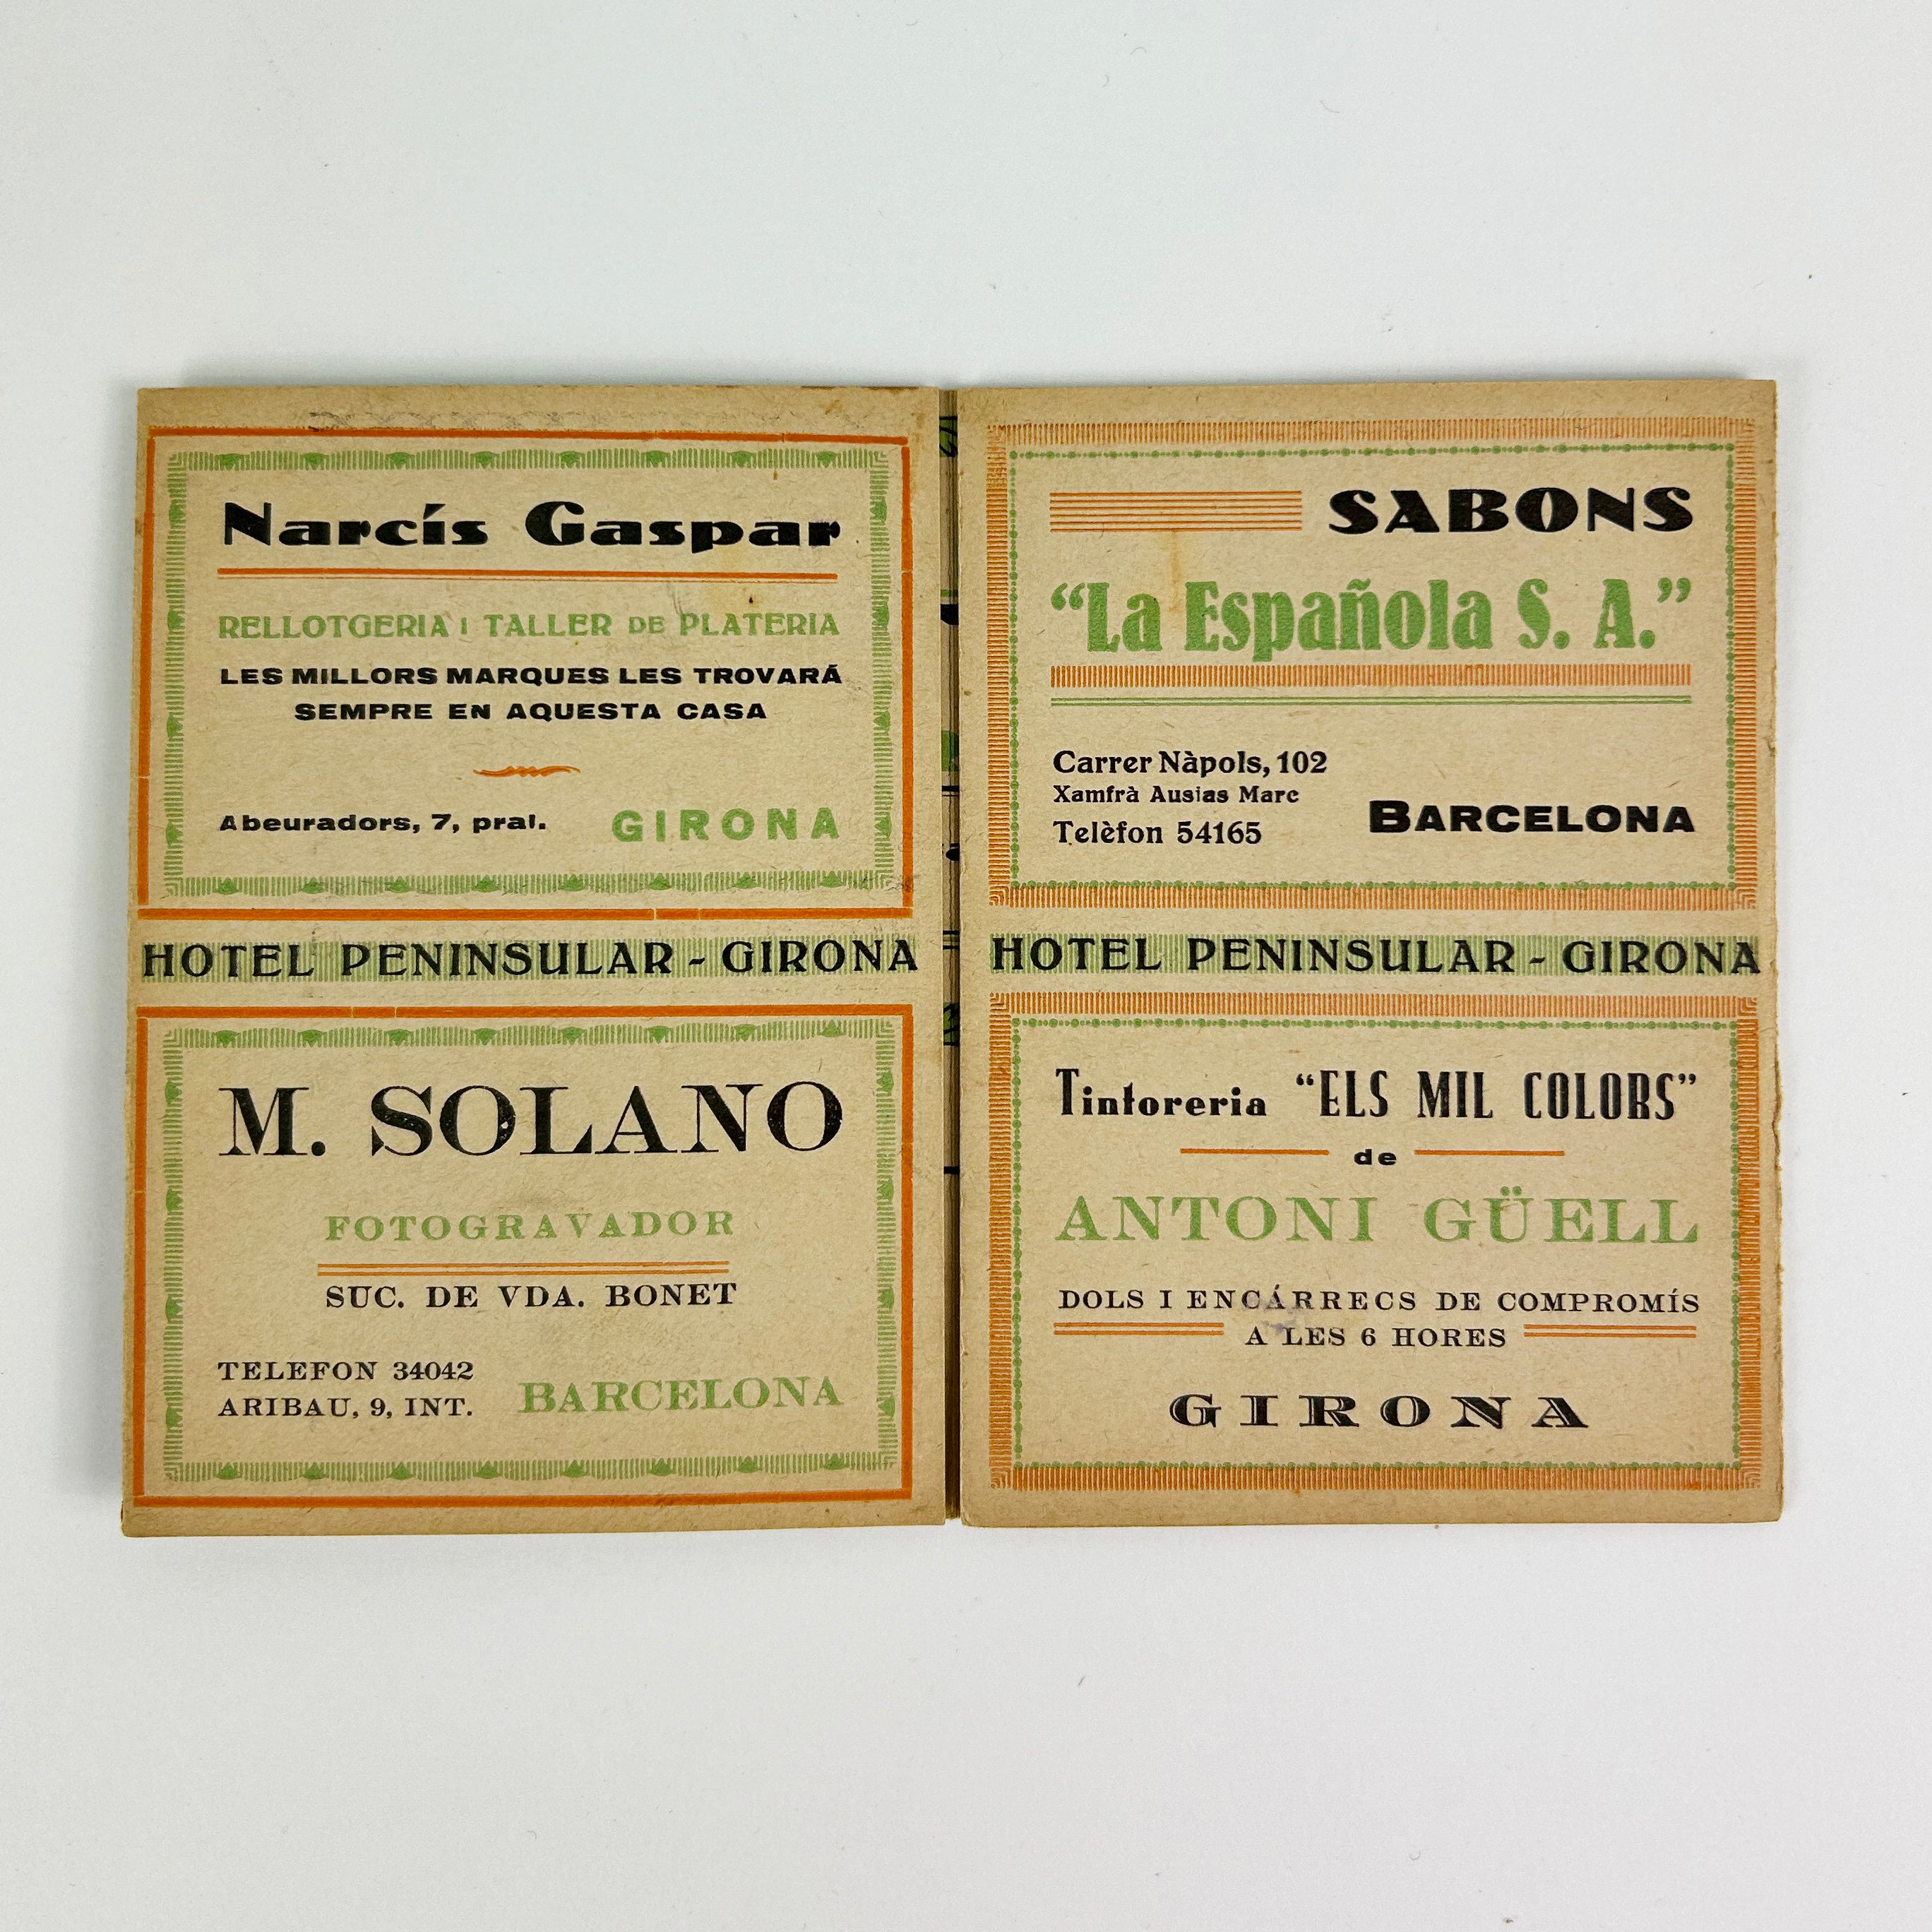 Narcís Gaspar
RELLOTGERIA I TALLER DE PLATERIA
LES MILLORS MARQUES LES TROVARÁ
SEMPRE EN AQUESTA CASA
Abeuradors, 7, pral. GIRONA
HOTEL PENINSULAR - GIRONA
M. SOLANO
FOTOGRAVADOR
SUC. DE VDA. BONET
TELEFON 34042
ARIBAU, 9, INT.
BARCELONA
SABONS
“La Española S. A.”
Carrer Nàpols, 102
Xamfrà Ausias Marc
Telèfon 54165
BARCELONA
HOTEL PENINSULAR - GIRONA
Tintoreria “ELS MIL COLORS”
de
ANTONI GÜELL
DOLS I ENCÁRRECS DE COMPROMÍS
A LES 6 HORES
GIRONA